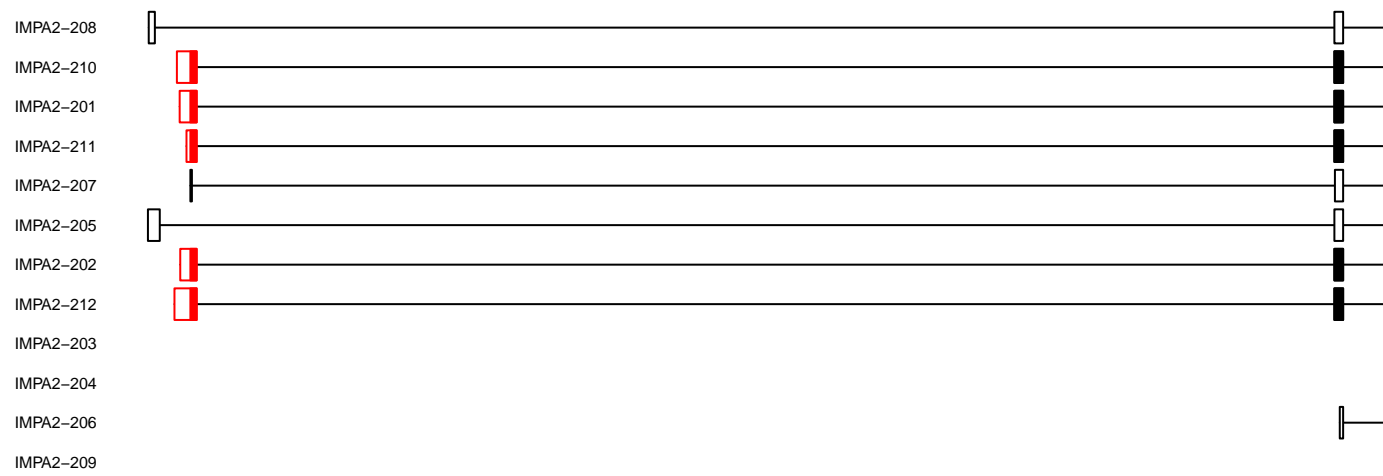 IMPA2−208
IMPA2−210
IMPA2−201
IMPA2−211
IMPA2−207
IMPA2−205
IMPA2−202
IMPA2−212
IMPA2−203
IMPA2−204
IMPA2−206
IMPA2−209